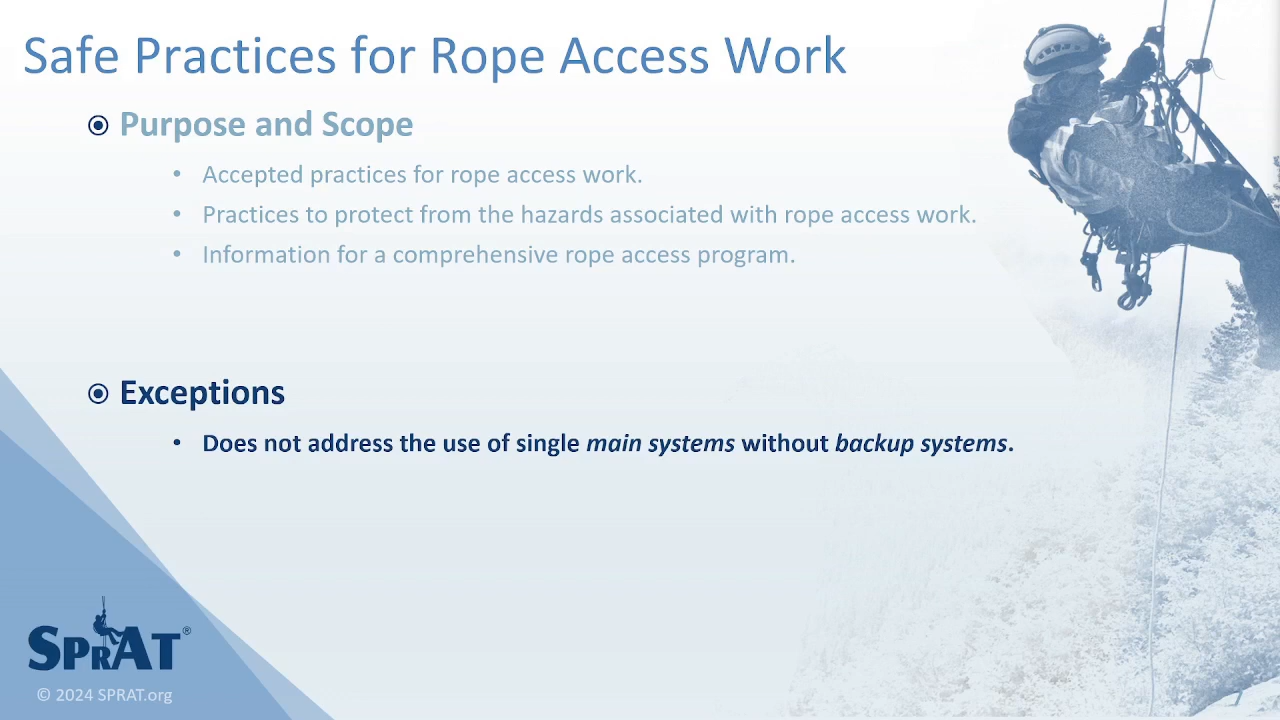 Safe Practices for Rope Access Work
Purpose and Scope
• Accepted practices for rope access work.
• Practices to protect from the hazards associated with rope access work.
• Information for a comprehensive rope access program.
Exceptions
• Does not address the use of single main systems without backup systems.
SPRAT®
© 2024 SPRAT.org